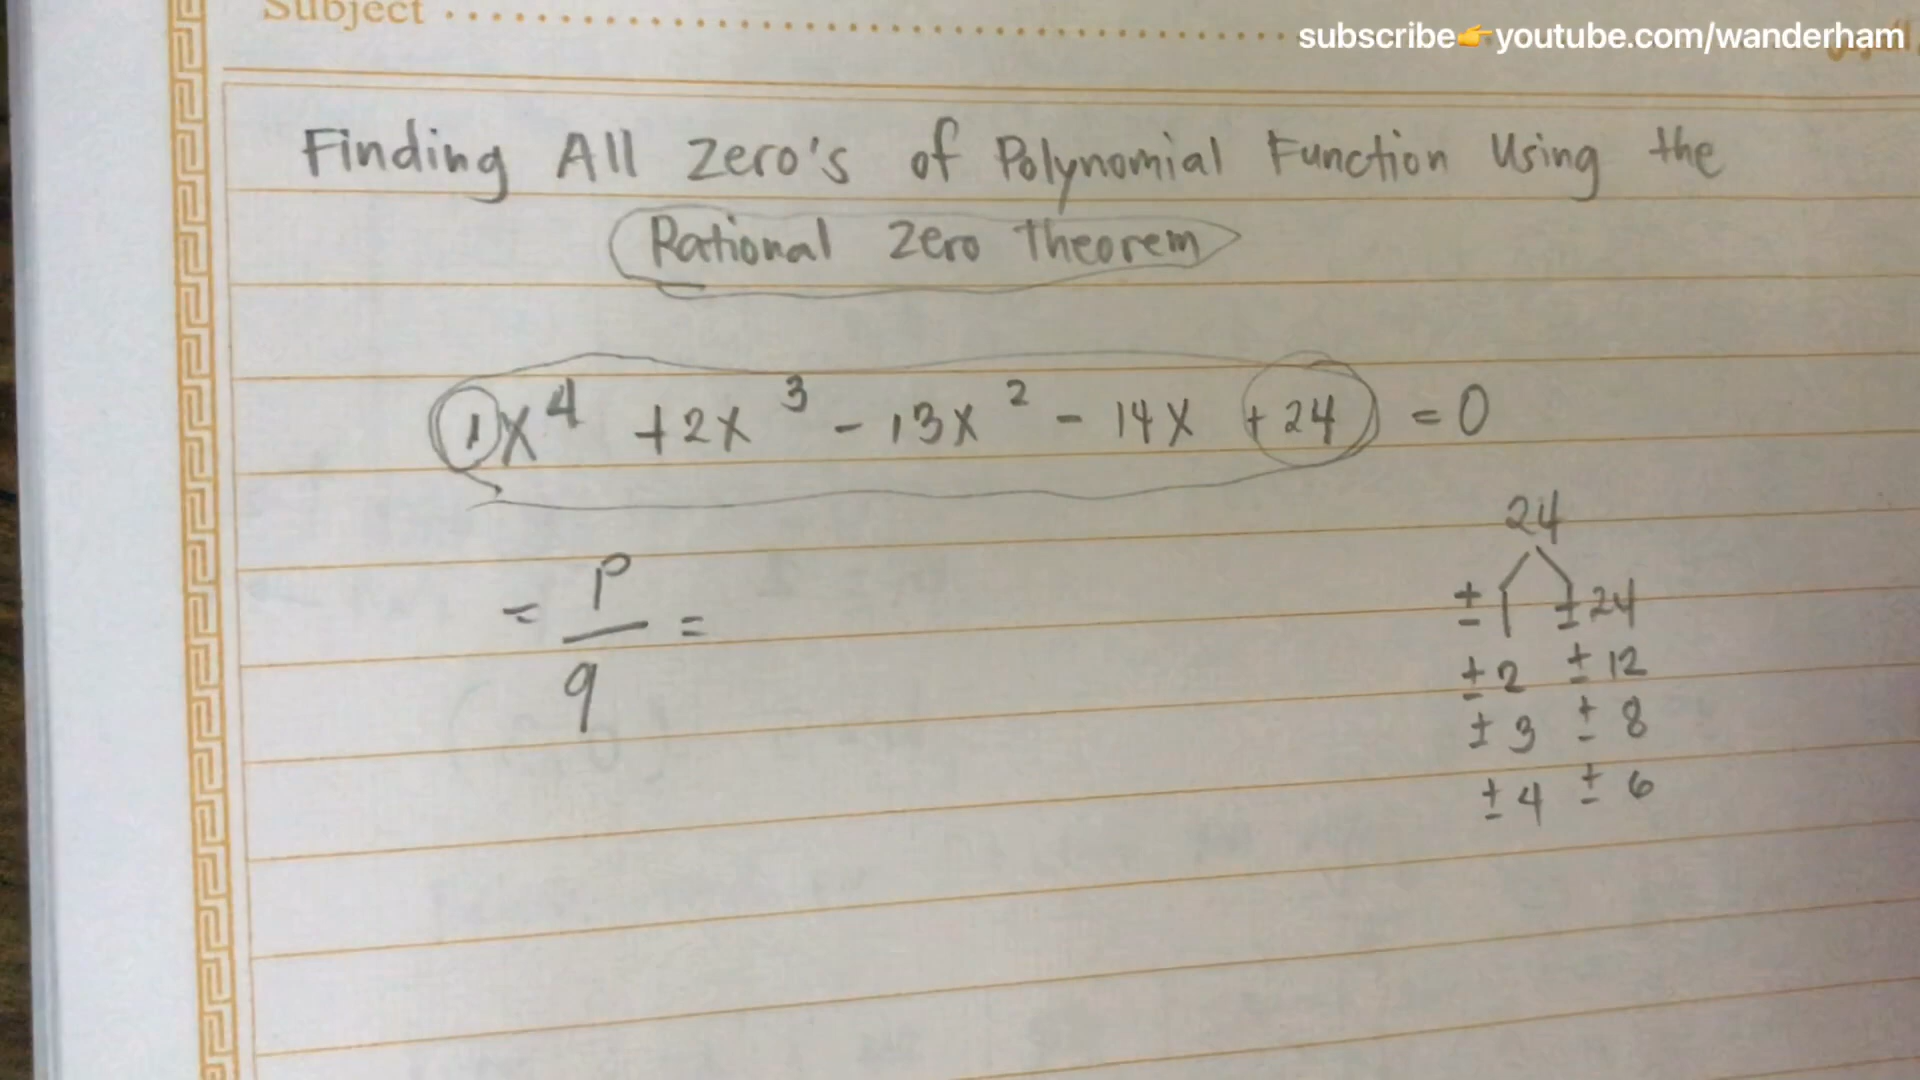 Subject
subscribe👉youtube.com/wanderham
Finding All Zero's of Polynomial Function Using the
Rational Zero Theorem
1x⁴ +2x³ - 13x² - 14x + 24 = 0
24
= P/q =
± 1 ± 24
± 2 ± 12
± 3 ± 8
± 4 ± 6